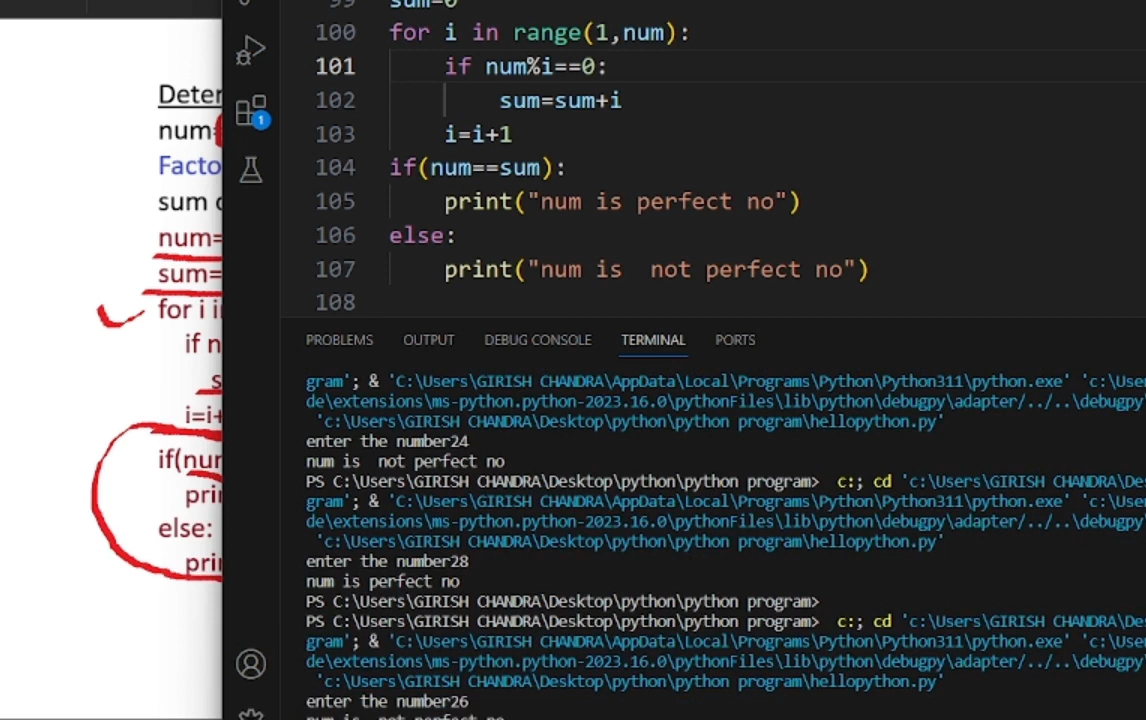 Deter
num=
Facto
sum o
num=
sum=
for i i
if n
s
i=i+
if(nur
prin
else:
prin
99 sum=0
100 for i in range(1,num):
101 if num%i==0:
102 sum=sum+i
103 i=i+1
104 if(num==sum):
105 print("num is perfect no")
106 else:
107 print("num is  not perfect no")
108
1
PROBLEMS OUTPUT DEBUG CONSOLE TERMINAL PORTS
gram'; & 'C:\Users\GIRISH CHANDRA\AppData\Local\Programs\Python\Python311\python.exe' 'c:\Use
de\extensions\ms-python.python-2023.16.0\pythonFiles\lib\python\debugpy\adapter/../..\debugpy
'c:\Users\GIRISH CHANDRA\Desktop\python\python program\hellopython.py'
enter the number24
num is  not perfect no
PS C:\Users\GIRISH CHANDRA\Desktop\python\python program>  c:; cd 'c:\Users\GIRISH CHANDRA\Des
gram'; & 'C:\Users\GIRISH CHANDRA\AppData\Local\Programs\Python\Python311\python.exe' 'c:\Use
de\extensions\ms-python.python-2023.16.0\pythonFiles\lib\python\debugpy\adapter/../..\debugpy
'c:\Users\GIRISH CHANDRA\Desktop\python\python program\hellopython.py'
enter the number28
num is perfect no
PS C:\Users\GIRISH CHANDRA\Desktop\python\python program>
PS C:\Users\GIRISH CHANDRA\Desktop\python\python program>  c:; cd 'c:\Users\GIRISH CHANDRA\Des
gram'; & 'C:\Users\GIRISH CHANDRA\AppData\Local\Programs\Python\Python311\python.exe' 'c:\Use
de\extensions\ms-python.python-2023.16.0\pythonFiles\lib\python\debugpy\adapter/../..\debugpy
'c:\Users\GIRISH CHANDRA\Desktop\python\python program\hellopython.py'
enter the number26
num is  not perfect no